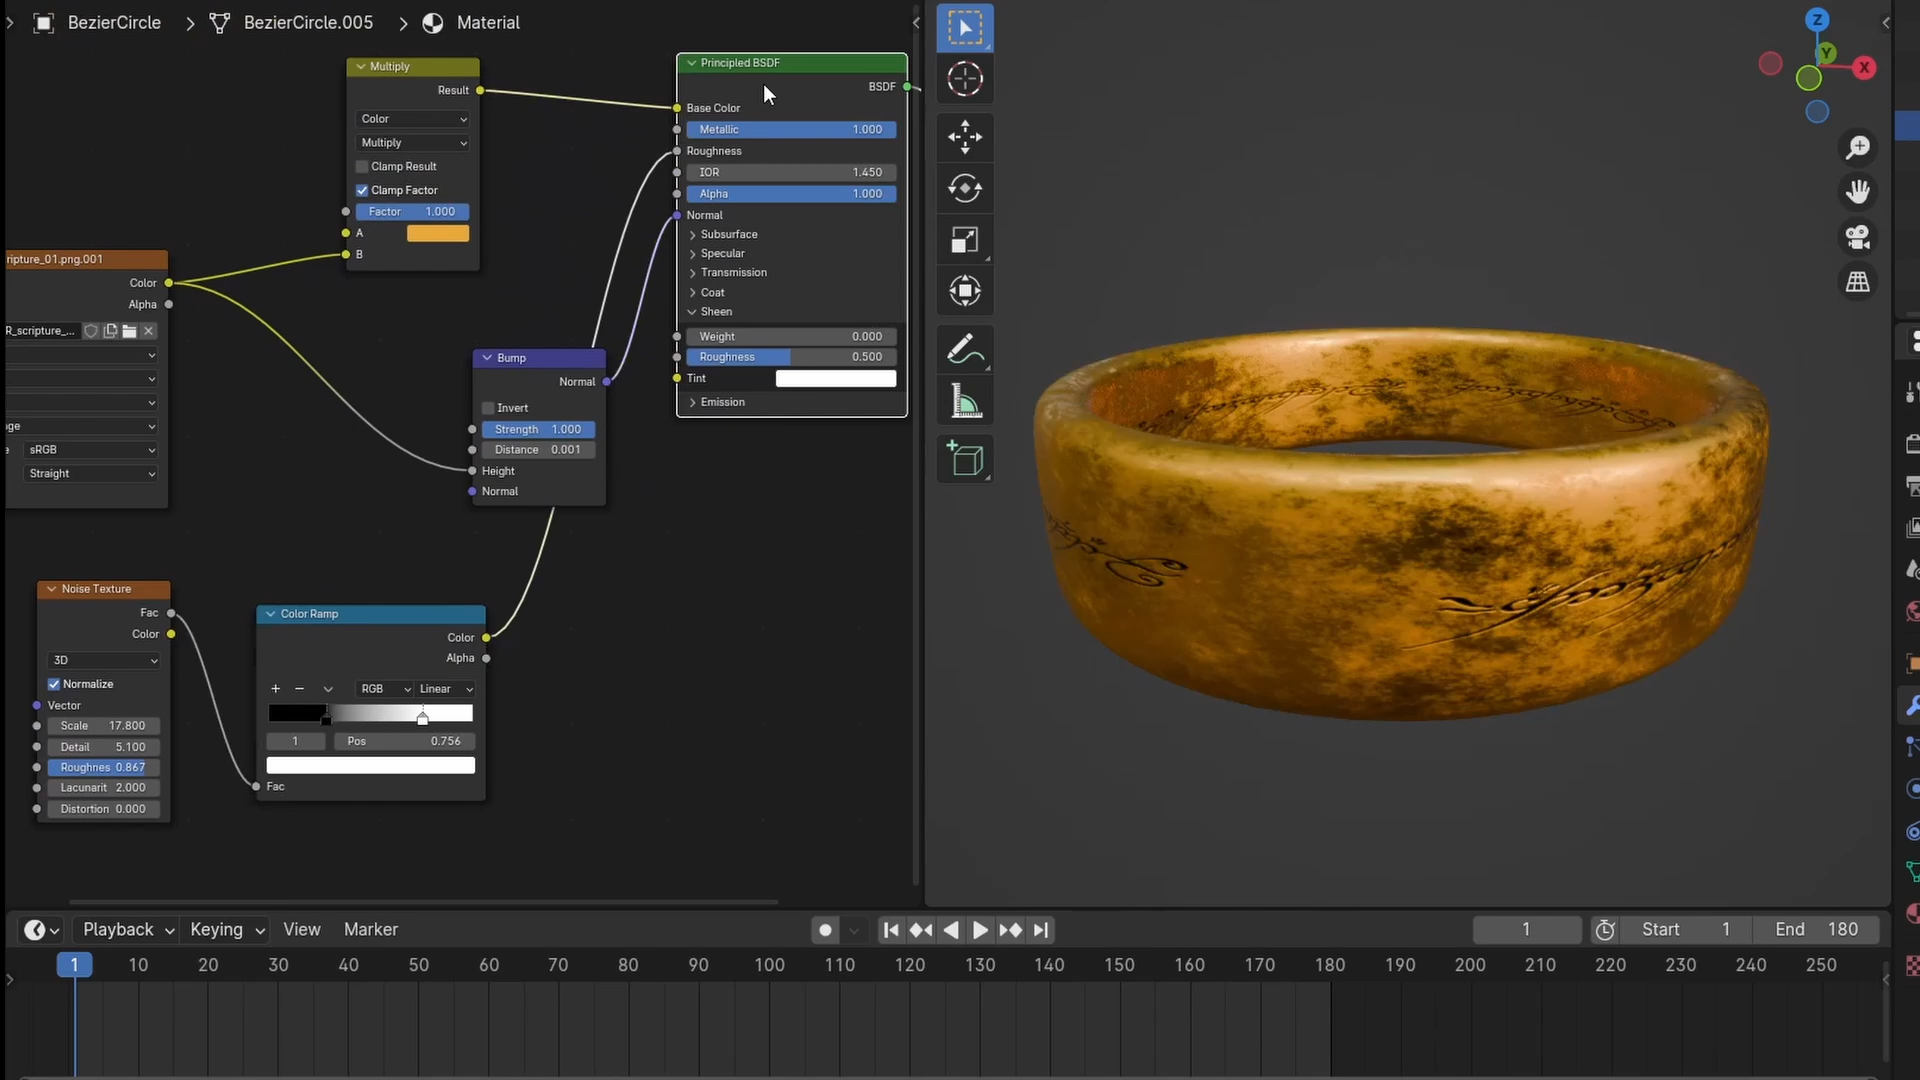 BezierCircle > BezierCircle.005 > Material
Multiply
Result
Color
Multiply
Clamp Result
Clamp Factor
Factor 1.000
A
B
Principled BSDF
BSDF
Base Color
Metallic 1.000
Roughness
IOR 1.450
Alpha 1.000
Normal
Subsurface
Specular
Transmission
Coat
Sheen
Weight 0.000
Roughness 0.500
Tint
Emission
ripture_01.png.001
Color
Alpha
R_scripture_...
nge
e sRGB
Straight
Bump
Normal
Invert
Strength 1.000
Distance 0.001
Height
Normal
Noise Texture
Fac
Color
3D
Normalize
Vector
Scale 17.800
Detail 5.100
Roughnes 0.867
Lacunarit 2.000
Distortion 0.000
Color Ramp
Color
Alpha
+ − RGB Linear
1 Pos 0.756
Fac
Z
Y
X
Playback Keying View Marker 1 Start 1 End 180
1 10 20 30 40 50 60 70 80 90 100 110 120 130 140 150 160 170 180 190 200 210 220 230 240 250